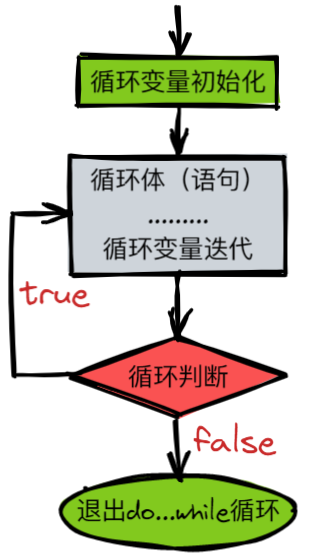 循环变量初始化
循环体（语句）
.........
循环变量迭代
true
循环判断
false
退出do...while循环